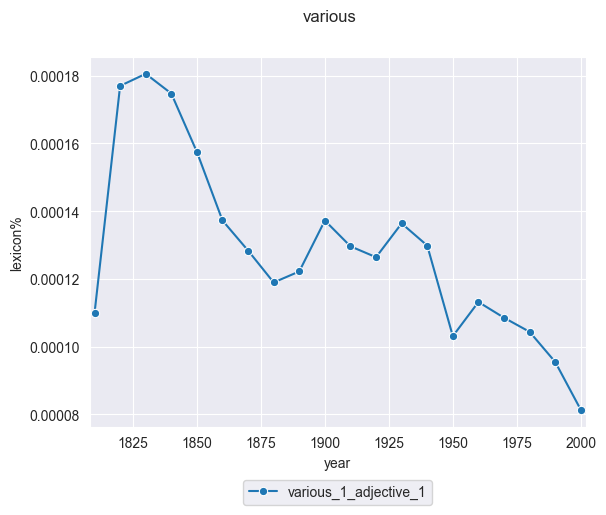 various
0.00018
0.00016
0.00014
0.00012
0.00010
0.00008
lexicon%
1825 1850 1875 1900 1925 1950 1975 2000
year
various_1_adjective_1